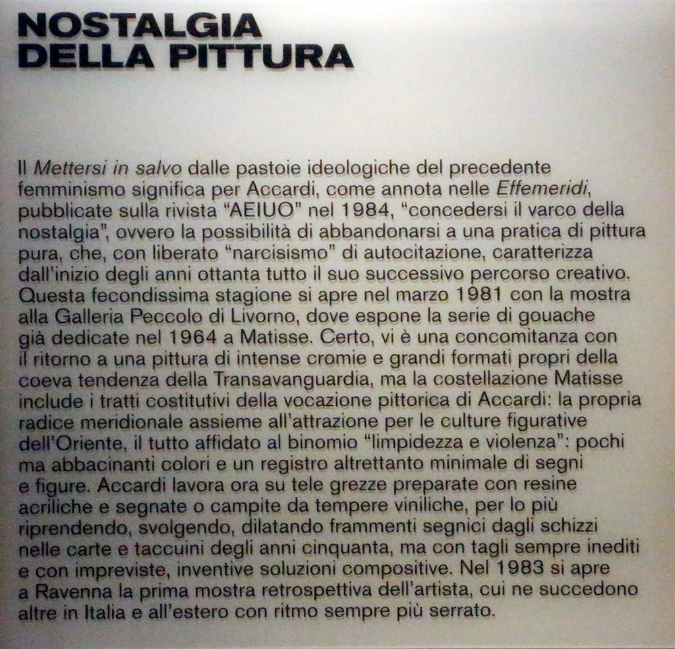 NOSTALGIA
DELLA PITTURA
Il Mettersi in salvo dalle pastoie ideologiche del precedente
femminismo significa per Accardi, come annota nelle Effemeridi,
pubblicate sulla rivista “AEIUO” nel 1984, “concedersi il varco della
nostalgia”, ovvero la possibilità di abbandonarsi a una pratica di pittura
pura, che, con liberato “narcisismo” di autocitazione, caratterizza
dall'inizio degli anni ottanta tutto il suo successivo percorso creativo.
Questa fecondissima stagione si apre nel marzo 1981 con la mostra
alla Galleria Peccolo di Livorno, dove espone la serie di gouache
già dedicate nel 1964 a Matisse. Certo, vi è una concomitanza con
il ritorno a una pittura di intense cromie e grandi formati propri della
coeva tendenza della Transavanguardia, ma la costellazione Matisse
include i tratti costitutivi della vocazione pittorica di Accardi: la propria
radice meridionale assieme all'attrazione per le culture figurative
dell'Oriente, il tutto affidato al binomio “limpidezza e violenza”: pochi
ma abbacinanti colori e un registro altrettanto minimale di segni
e figure. Accardi lavora ora su tele grezze preparate con resine
acriliche e segnate o campite da tempere viniliche, per lo più
riprendendo, svolgendo, dilatando frammenti segnici dagli schizzi
nelle carte e taccuini degli anni cinquanta, ma con tagli sempre inediti
e con impreviste, inventive soluzioni compositive. Nel 1983 si apre
a Ravenna la prima mostra retrospettiva dell'artista, cui ne succedono
altre in Italia e all'estero con ritmo sempre più serrato.